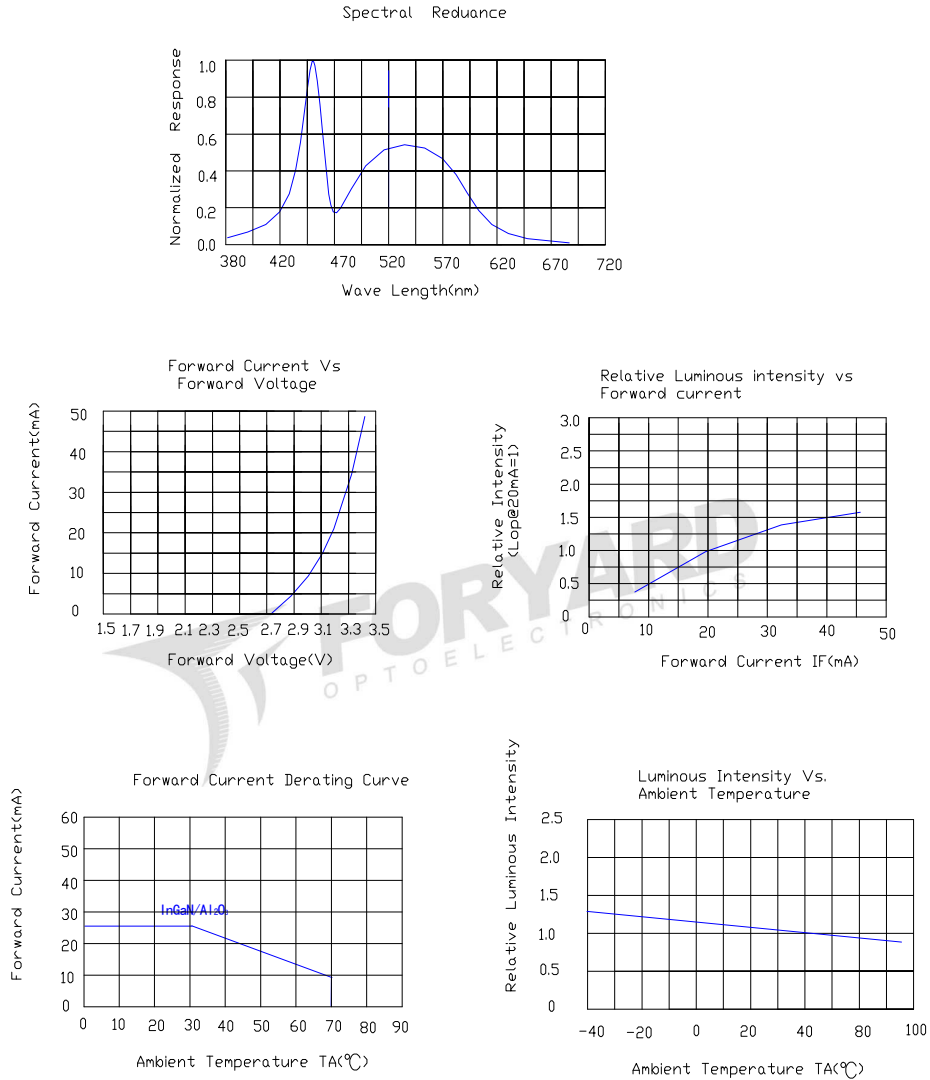 Spectral Reduance
Normalized Response
1.0
0.8
0.6
0.4
0.2
0.0
380 420 470 520 570 620 670 720
Wave Length(nm)
Forward Current Vs
Forward Voltage
Forward Current(mA)
50
40
30
20
10
0
1.5 1.7 1.9 2.1 2.3 2.5 2.7 2.9 3.1 3.3 3.5
Forward Voltage(V)
Relative Luminous intensity vs
Forward current
Relative Intensity
(Lop@20mA=1)
3.0
2.5
2.0
1.5
1.0
0.5
0
0 10 20 30 40 50
Forward Current IF(mA)
FORYARD
OPTOELECTRONICS
Forward Current Derating Curve
Forward Current(mA)
60
50
40
30
20
10
0
InGaN/Al2O3
0 10 20 30 40 50 60 70 80 90
Ambient Temperature TA(℃)
Luminous Intensity Vs.
Ambient Temperature
Relative Luminous Intensity
2.5
2.0
1.5
1.0
0.5
0
-40 -20 0 20 40 80 100
Ambient Temperature TA(℃)